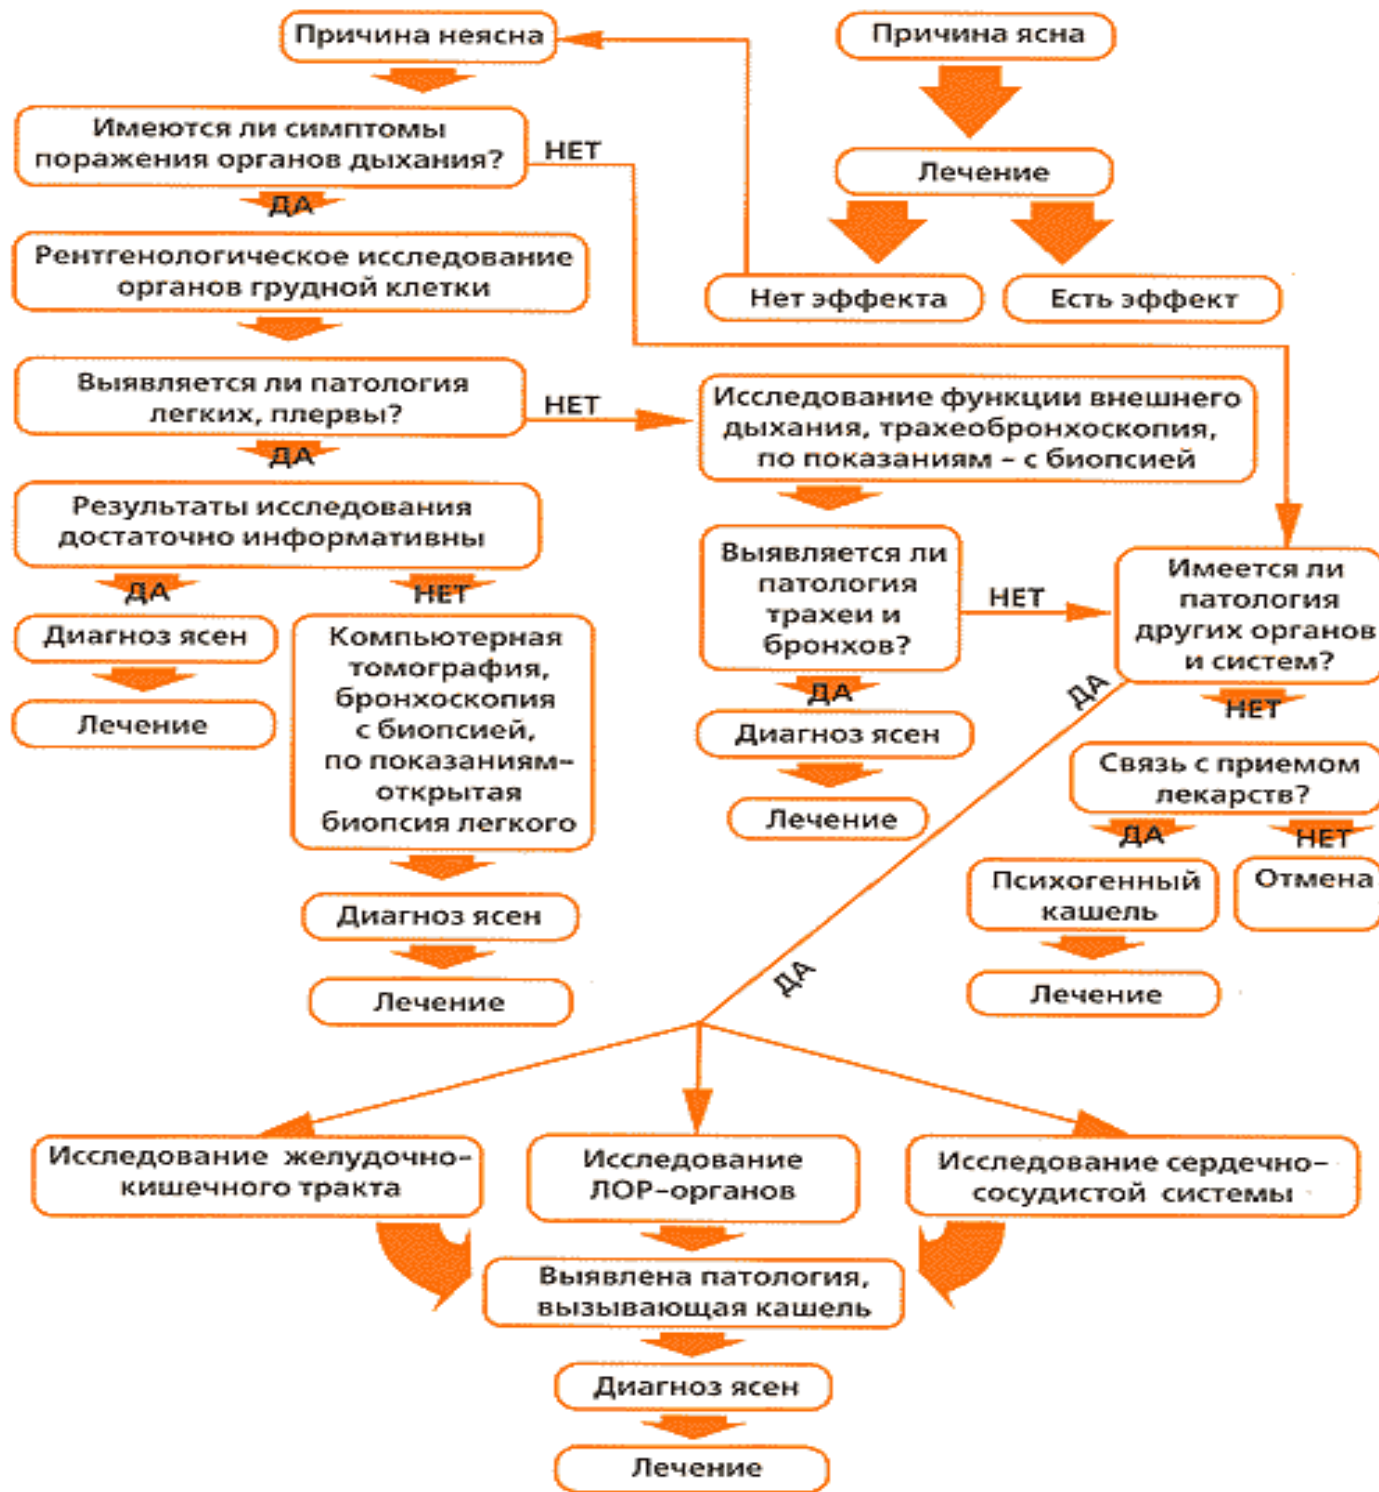 Причина неясна
Причина ясна
Имеются ли симптомы
поражения органов дыхания?
НЕТ
Лечение
ДА
Рентгенологическое исследование
органов грудной клетки
Нет эффекта
Есть эффект
Выявляется ли патология
легких, плервы?
НЕТ
Исследование функции внешнего
дыхания, трахеобронхоскопия,
по показаниям – с биопсией
ДА
Результаты исследования
достаточно информативны
Выявляется ли
патология
трахеи и
бронхов?
НЕТ
Имеется ли
патология
других органов
и систем?
ДА
НЕТ
Диагноз ясен
Лечение
Компьютерная
томография,
бронхоскопия
с биопсией,
по показаниям–
открытая
биопсия легкого
ДА
Диагноз ясен
Лечение
ДА
НЕТ
Связь с приемом
лекарств?
ДА
НЕТ
Психогенный
кашель
Отмена
Лечение
Диагноз ясен
Лечение
ДА
Исследование желудочно–
кишечного тракта
Исследование
ЛОР–органов
Исследование сердечно–
сосудистой системы
Выявлена патология,
вызывающая кашель
Диагноз ясен
Лечение